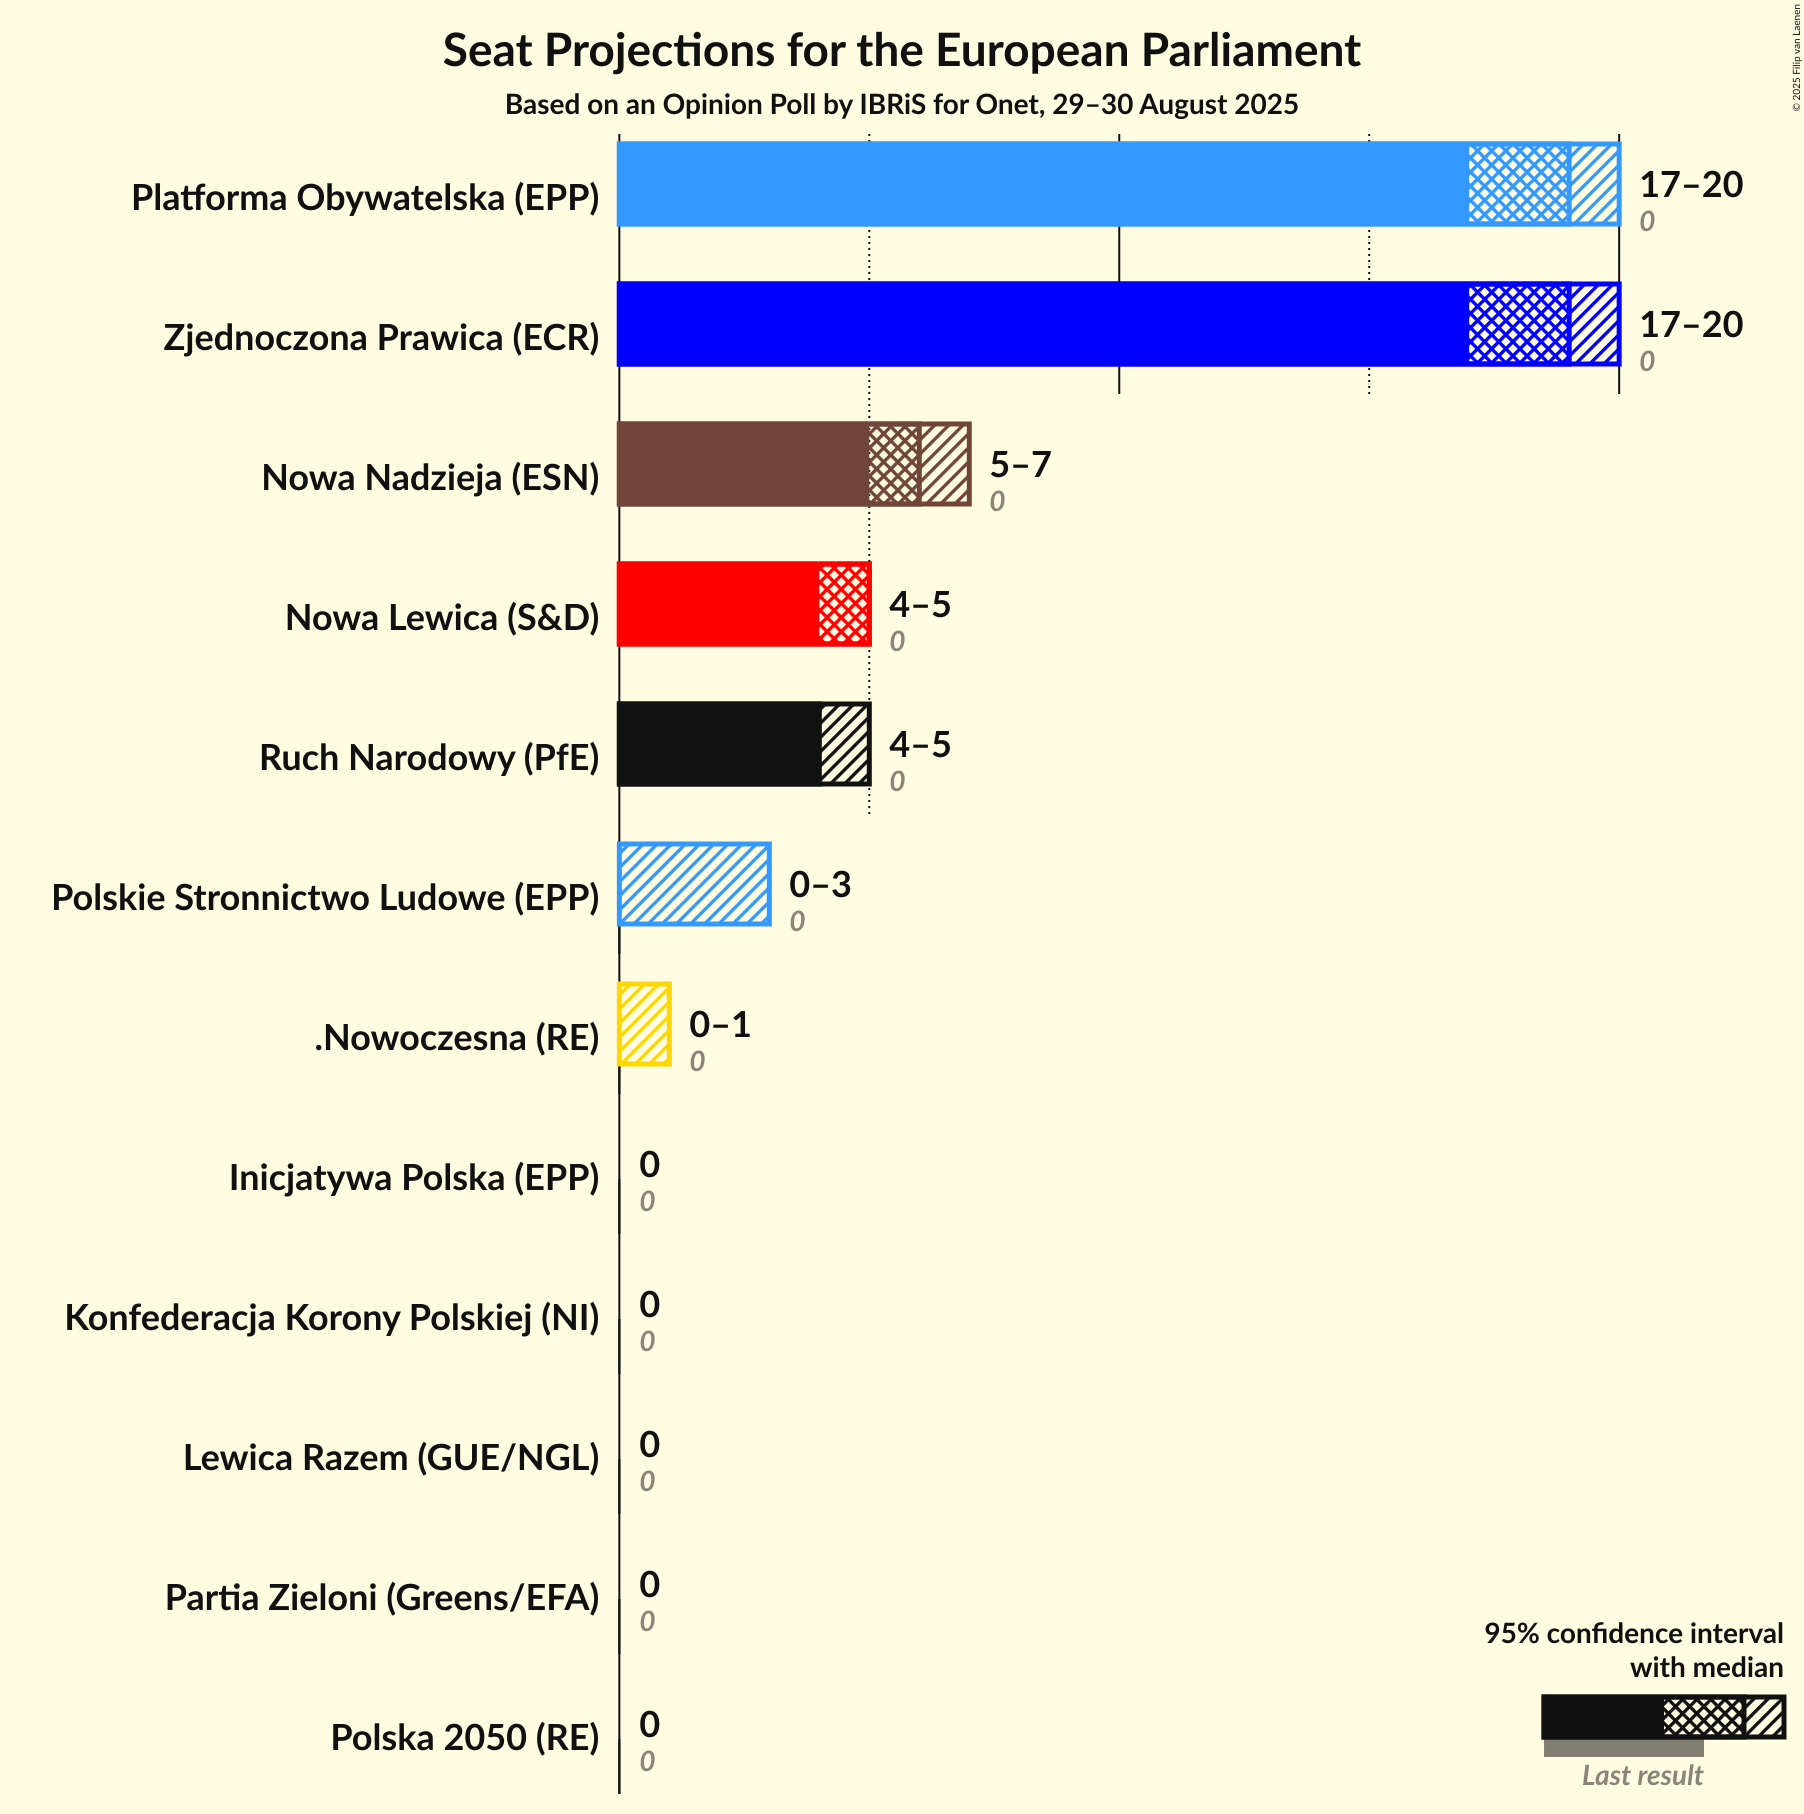 Seat Projections for the European Parliament
Based on an Opinion Poll by IBRiS for Onet, 29–30 August 2025
© 2025 Filip van Laenen
Platforma Obywatelska (EPP)
17–20
0
Zjednoczona Prawica (ECR)
17–20
0
Nowa Nadzieja (ESN)
5–7
0
Nowa Lewica (S&D)
4–5
0
Ruch Narodowy (PfE)
4–5
0
Polskie Stronnictwo Ludowe (EPP)
0–3
0
.Nowoczesna (RE)
0–1
0
Inicjatywa Polska (EPP)
0
0
Konfederacja Korony Polskiej (NI)
0
0
Lewica Razem (GUE/NGL)
0
0
Partia Zieloni (Greens/EFA)
0
0
Polska 2050 (RE)
0
0
95% confidence interval
with median
Last result